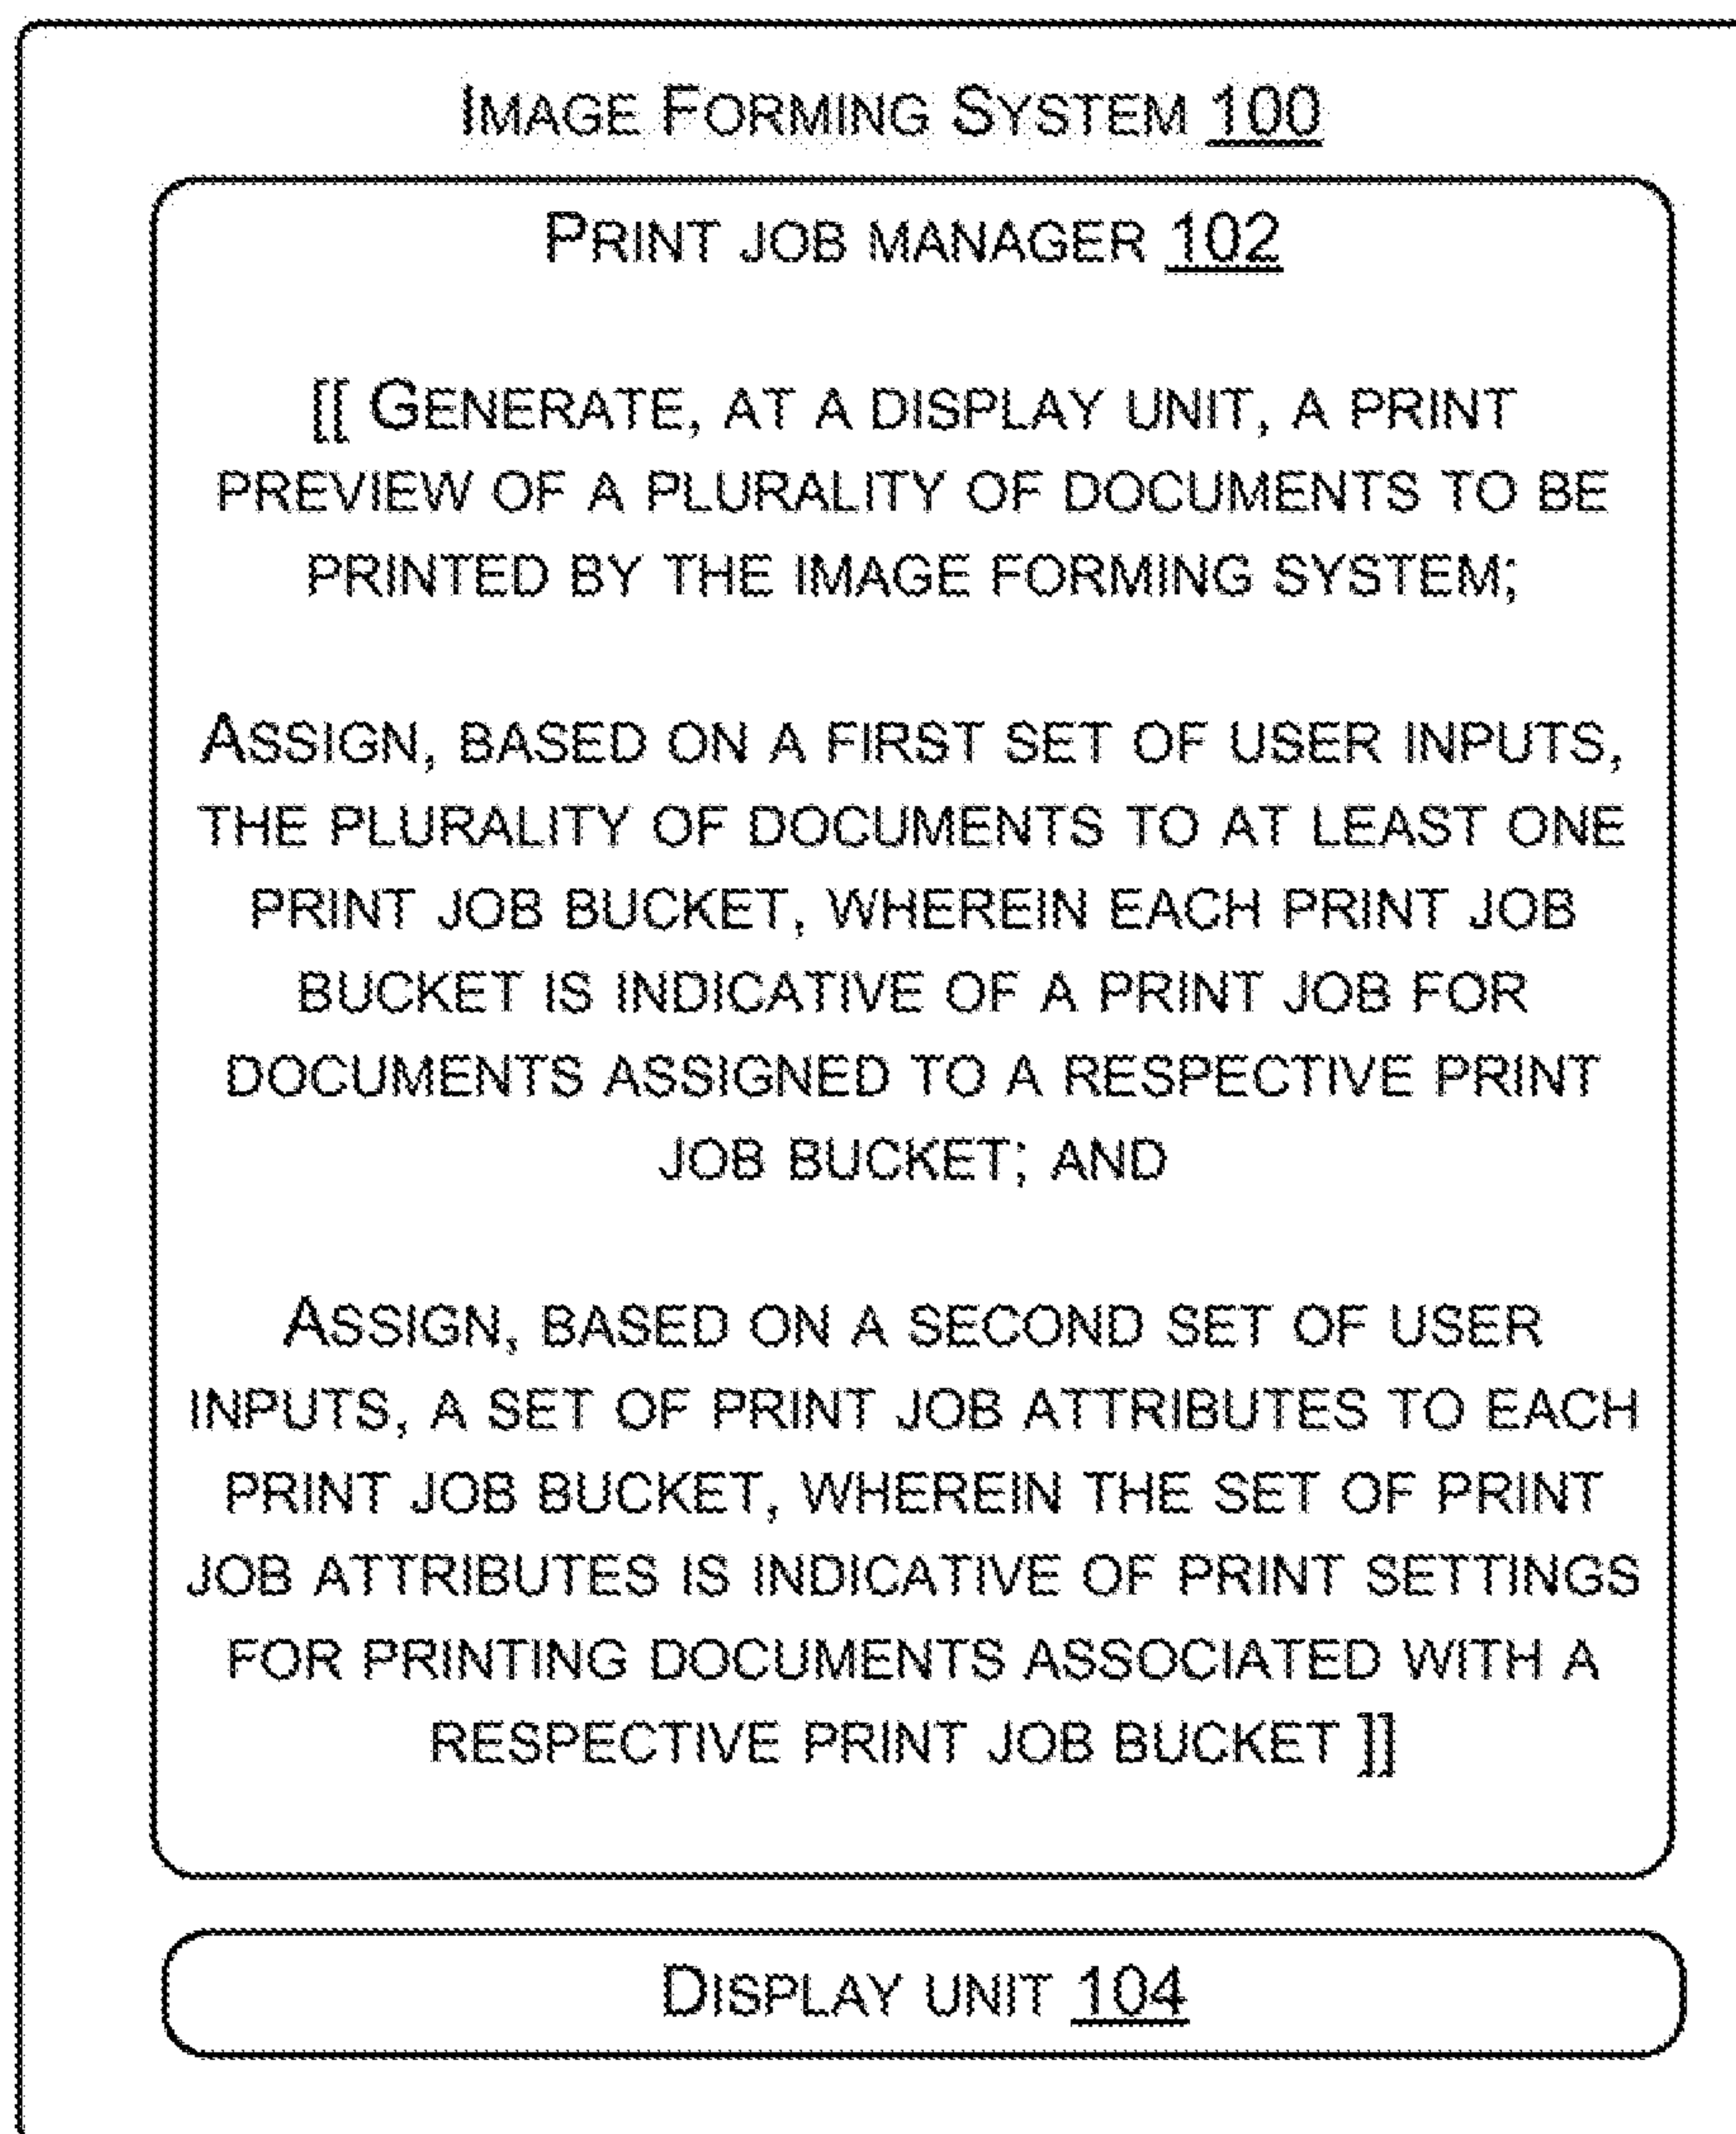 IMAGE FORMING SYSTEM 100
PRINT JOB MANAGER 102
[[ GENERATE, AT A DISPLAY UNIT, A PRINT
PREVIEW OF A PLURALITY OF DOCUMENTS TO BE
PRINTED BY THE IMAGE FORMING SYSTEM;
ASSIGN, BASED ON A FIRST SET OF USER INPUTS,
THE PLURALITY OF DOCUMENTS TO AT LEAST ONE
PRINT JOB BUCKET, WHEREIN EACH PRINT JOB
BUCKET IS INDICATIVE OF A PRINT JOB FOR
DOCUMENTS ASSIGNED TO A RESPECTIVE PRINT
JOB BUCKET; AND
ASSIGN, BASED ON A SECOND SET OF USER
INPUTS, A SET OF PRINT JOB ATTRIBUTES TO EACH
PRINT JOB BUCKET, WHEREIN THE SET OF PRINT
JOB ATTRIBUTES IS INDICATIVE OF PRINT SETTINGS
FOR PRINTING DOCUMENTS ASSOCIATED WITH A
RESPECTIVE PRINT JOB BUCKET ]]
DISPLAY UNIT 104